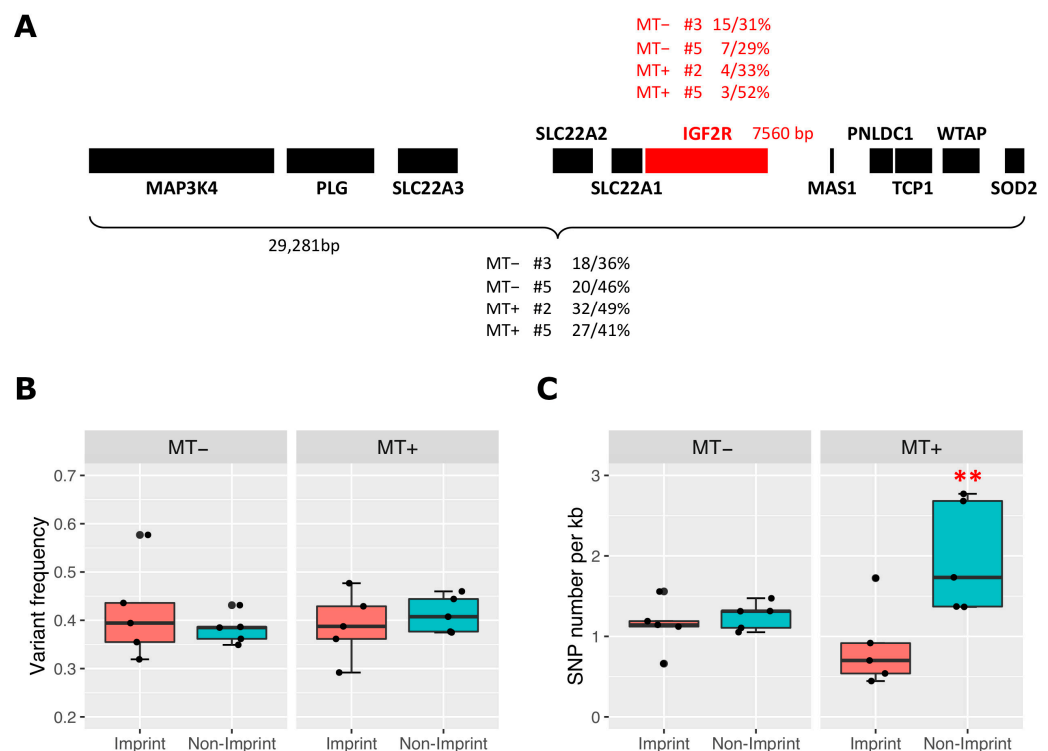 A
MT− #3 15/31%
MT− #5 7/29%
MT+ #2 4/33%
MT+ #5 3/52%
SLC22A2 IGF2R 7560 bp PNLDC1 WTAP
MAP3K4 PLG SLC22A3 SLC22A1 MAS1 TCP1 SOD2
29,281bp
MT− #3 18/36%
MT− #5 20/46%
MT+ #2 32/49%
MT+ #5 27/41%
B
MT− MT+
Variant frequency
0.7
0.6
0.5
0.4
0.3
0.2
Imprint Non-Imprint Imprint Non-Imprint
C
MT− MT+
SNP number per kb
3
2
1
0
**
Imprint Non-Imprint Imprint Non-Imprint